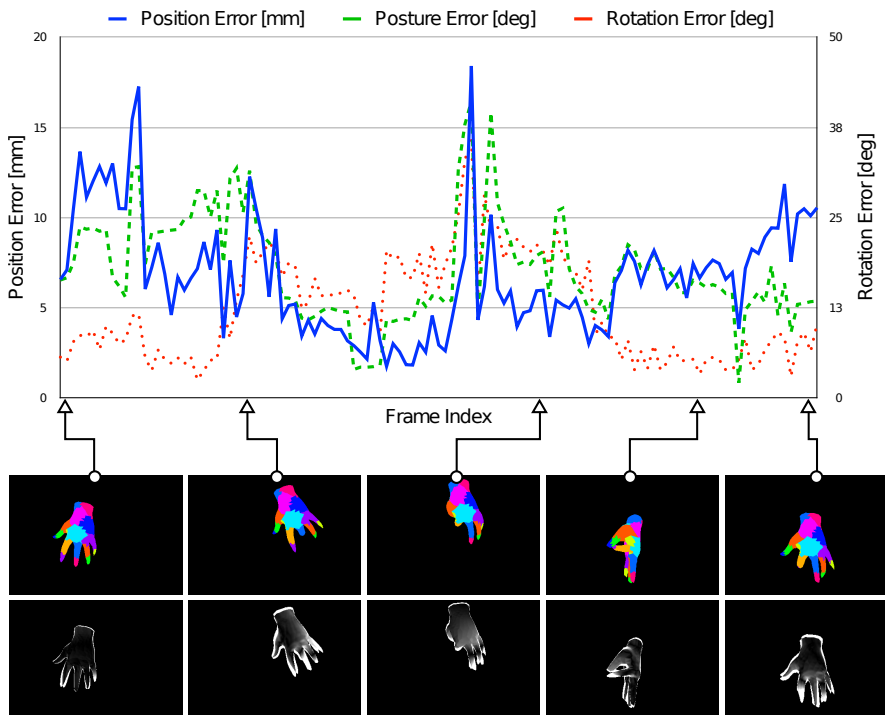 Position Error [mm] Posture Error [deg] Rotation Error [deg]
20 50
15 38
10 25
5 13
0 0
Position Error [mm]
Rotation Error [deg]
Frame Index